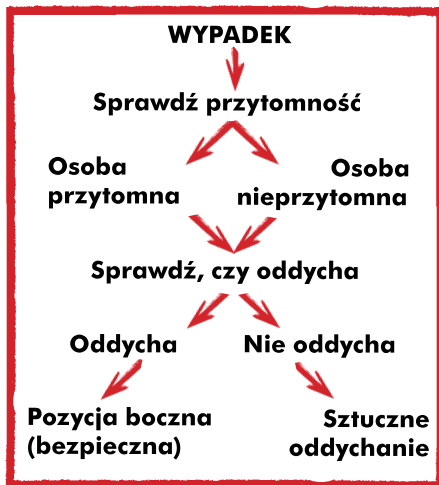 WYPADEK
Sprawdź przytomność
Osoba
przytomna
Osoba
nieprzytomna
Sprawdź, czy oddycha
Oddycha
Nie oddycha
Pozycja boczna
(bezpieczna)
Sztuczne
oddychanie